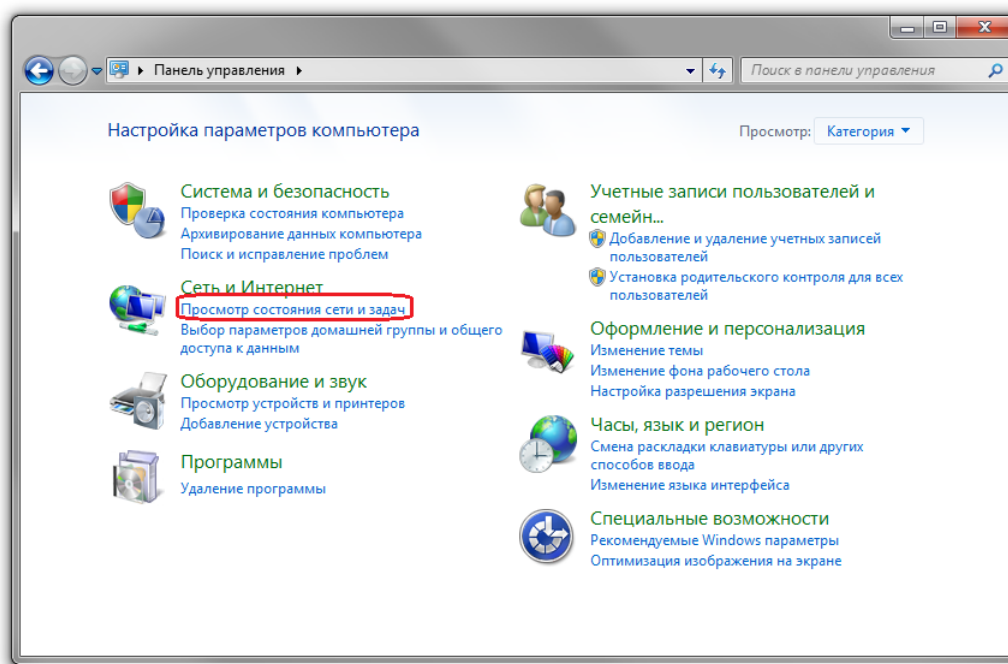 Панель управления
Поиск в панели управления
Настройка параметров компьютера
Просмотр: Категория
Система и безопасность
Проверка состояния компьютера
Архивирование данных компьютера
Поиск и исправление проблем
Сеть и Интернет
Просмотр состояния сети и задач
Выбор параметров домашней группы и общего
доступа к данным
Оборудование и звук
Просмотр устройств и принтеров
Добавление устройства
Программы
Удаление программы
Учетные записи пользователей и
семейн...
Добавление и удаление учетных записей
пользователей
Установка родительского контроля для всех
пользователей
Оформление и персонализация
Изменение темы
Изменение фона рабочего стола
Настройка разрешения экрана
Часы, язык и регион
Смена раскладки клавиатуры или других
способов ввода
Изменение языка интерфейса
Специальные возможности
Рекомендуемые Windows параметры
Оптимизация изображения на экране